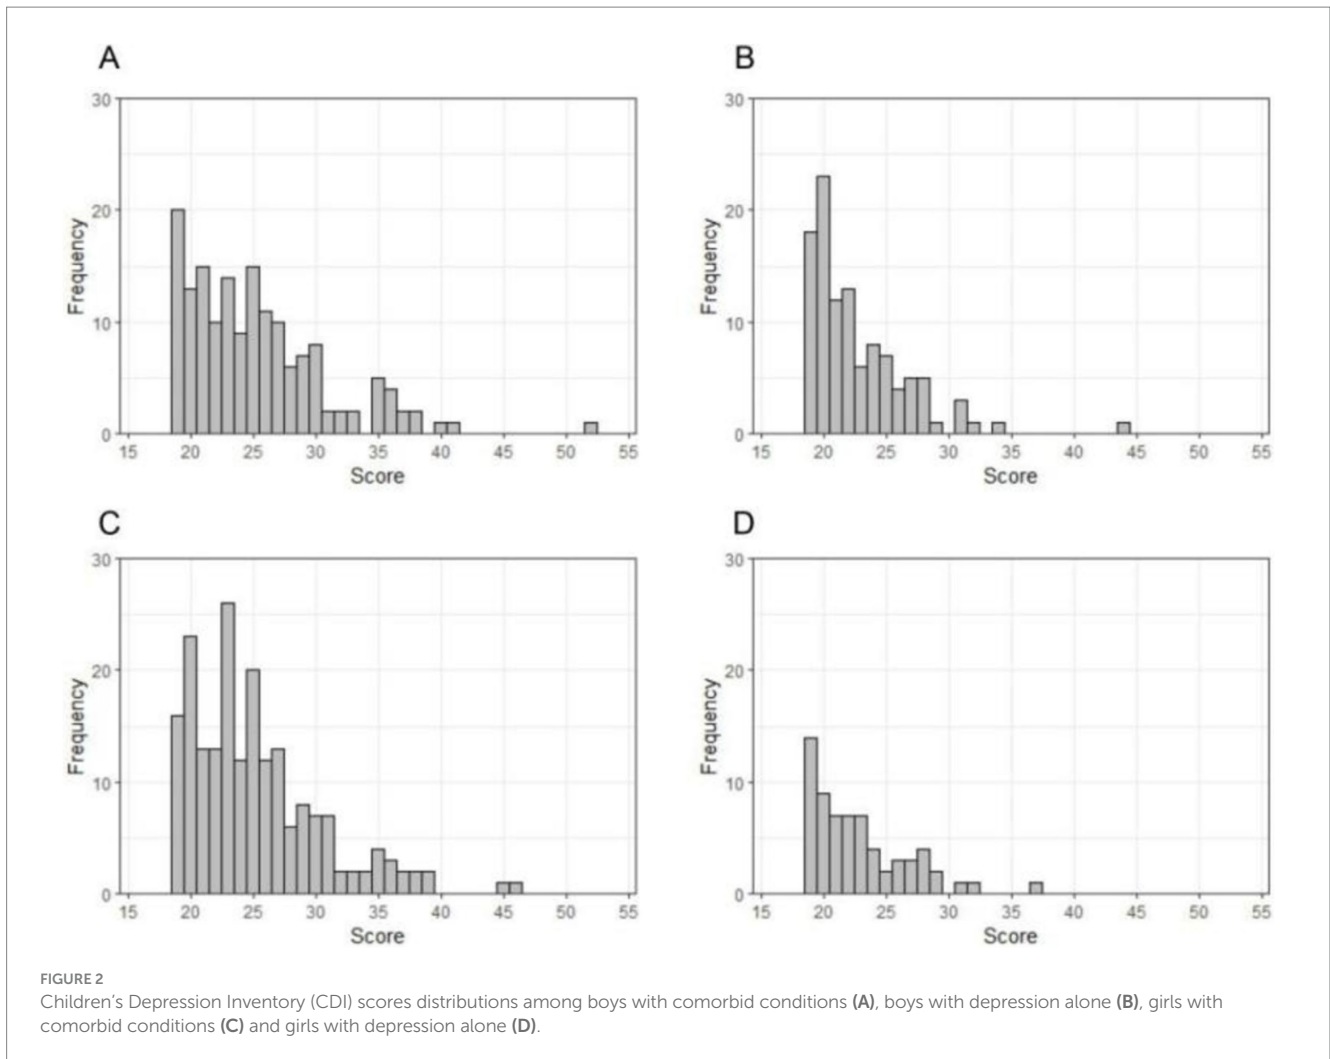 A
30
20
10
0
Frequency
15 20 25 30 35 40 45 50 55
Score
B
30
20
10
0
Frequency
15 20 25 30 35 40 45 50 55
Score
C
30
20
10
0
Frequency
15 20 25 30 35 40 45 50 55
Score
D
30
20
10
0
Frequency
15 20 25 30 35 40 45 50 55
Score
FIGURE 2
Children’s Depression Inventory (CDI) scores distributions among boys with comorbid conditions (A), boys with depression alone (B), girls with
comorbid conditions (C) and girls with depression alone (D).